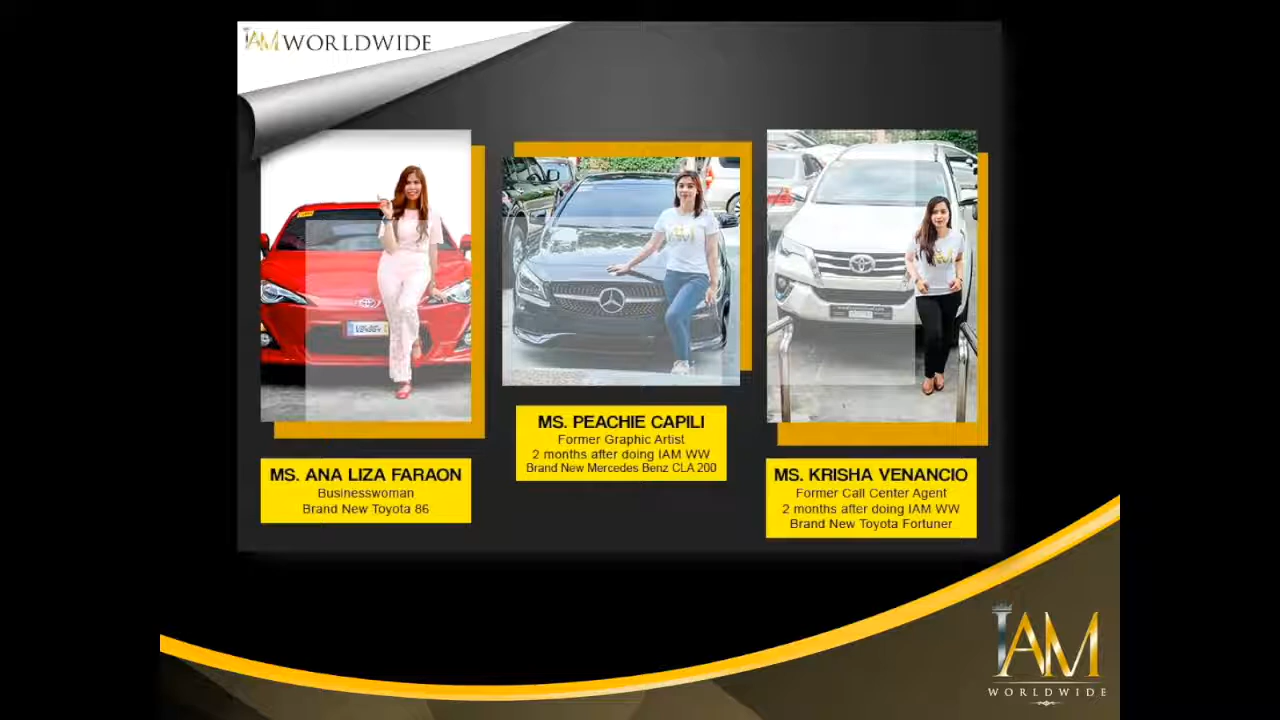 IAM WORLDWIDE
MS. ANA LIZA FARAON
Businesswoman
Brand New Toyota 86
MS. PEACHIE CAPILI
Former Graphic Artist
2 months after doing IAM WW
Brand New Mercedes Benz CLA 200
MS. KRISHA VENANCIO
Former Call Center Agent
2 months after doing IAM WW
Brand New Toyota Fortuner
IAM
IAM
IAM
WORLDWIDE